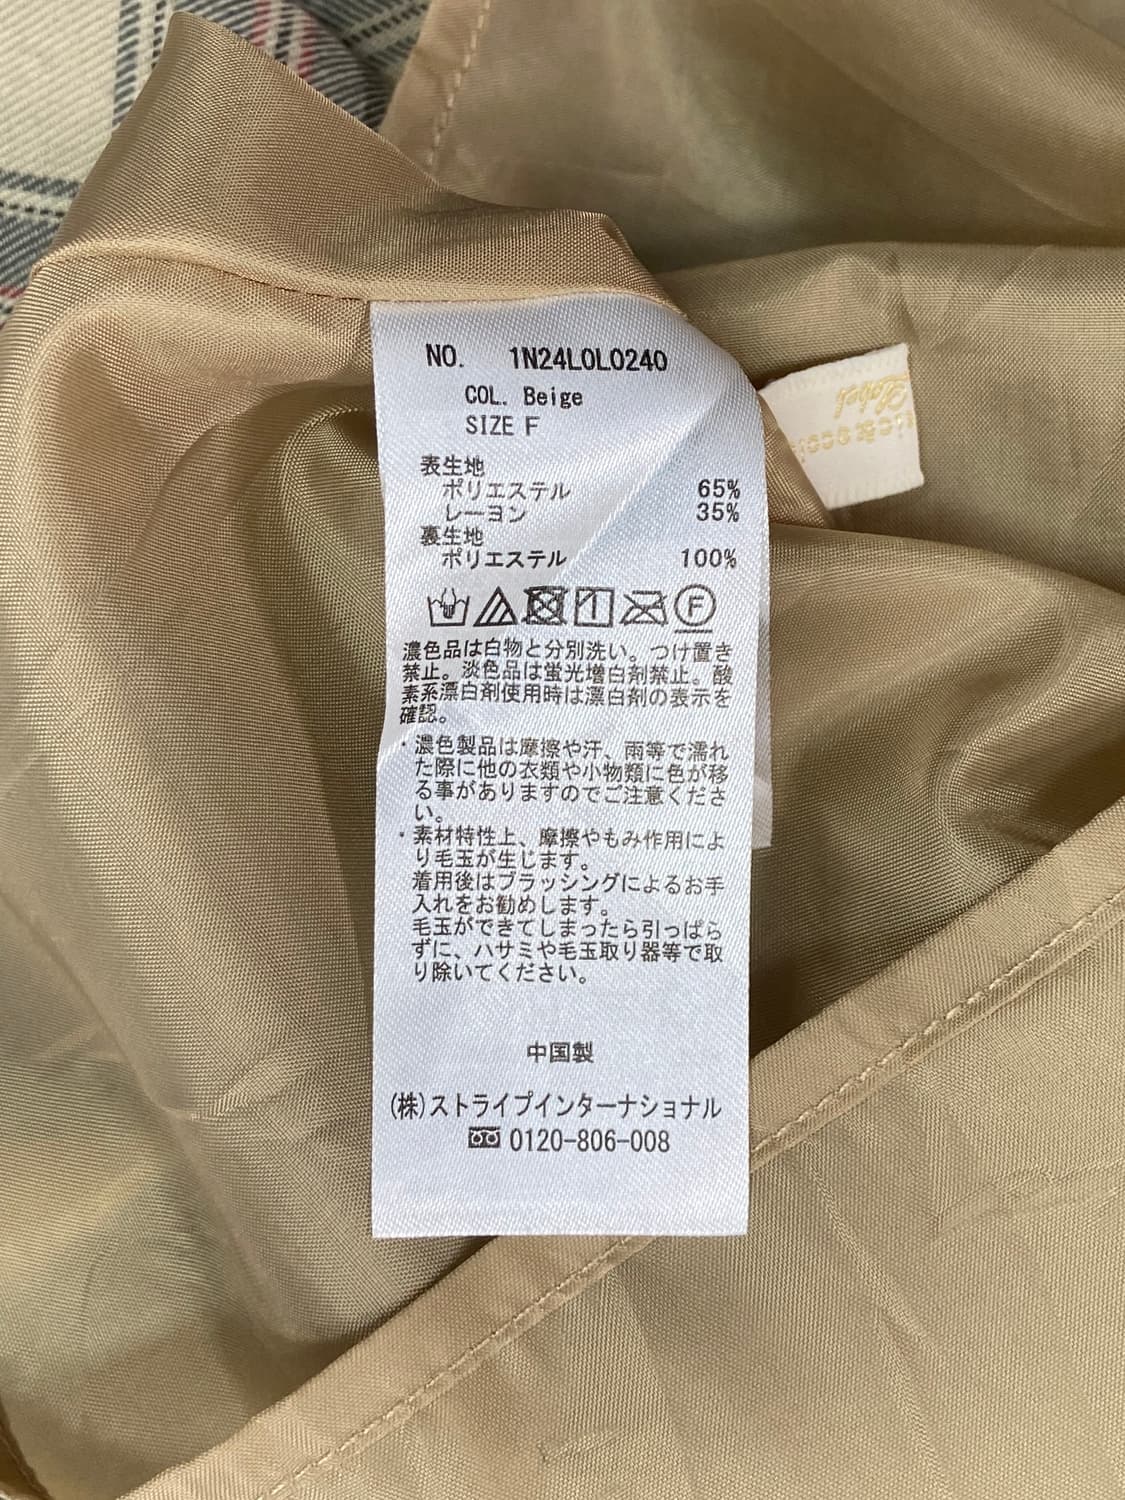 NO. 1N24L0L0240
COL. Beige
SIZE F
表生地
ポリエステル 65%
レーヨン 35%
裏生地
ポリエステル 100%
F
濃色品は白物と分別洗い。つけ置き
禁止。淡色品は蛍光増白剤禁止。酸
素系漂白剤使用時は漂白剤の表示を
確認。
・濃色製品は摩擦や汗、雨等で濡れ
た際に他の衣類や小物類に色が移
る事がありますのでご注意くださ
い。
・素材特性上、摩擦やもみ作用によ
り毛玉が生じます。
着用後はブラッシングによるお手
入れをお勧めします。
毛玉ができてしまったら引っぱら
ずに、ハサミや毛玉取り器等で取
り除いてください。
中国製
(株)ストライプインターナショナル
0120-806-008
Label